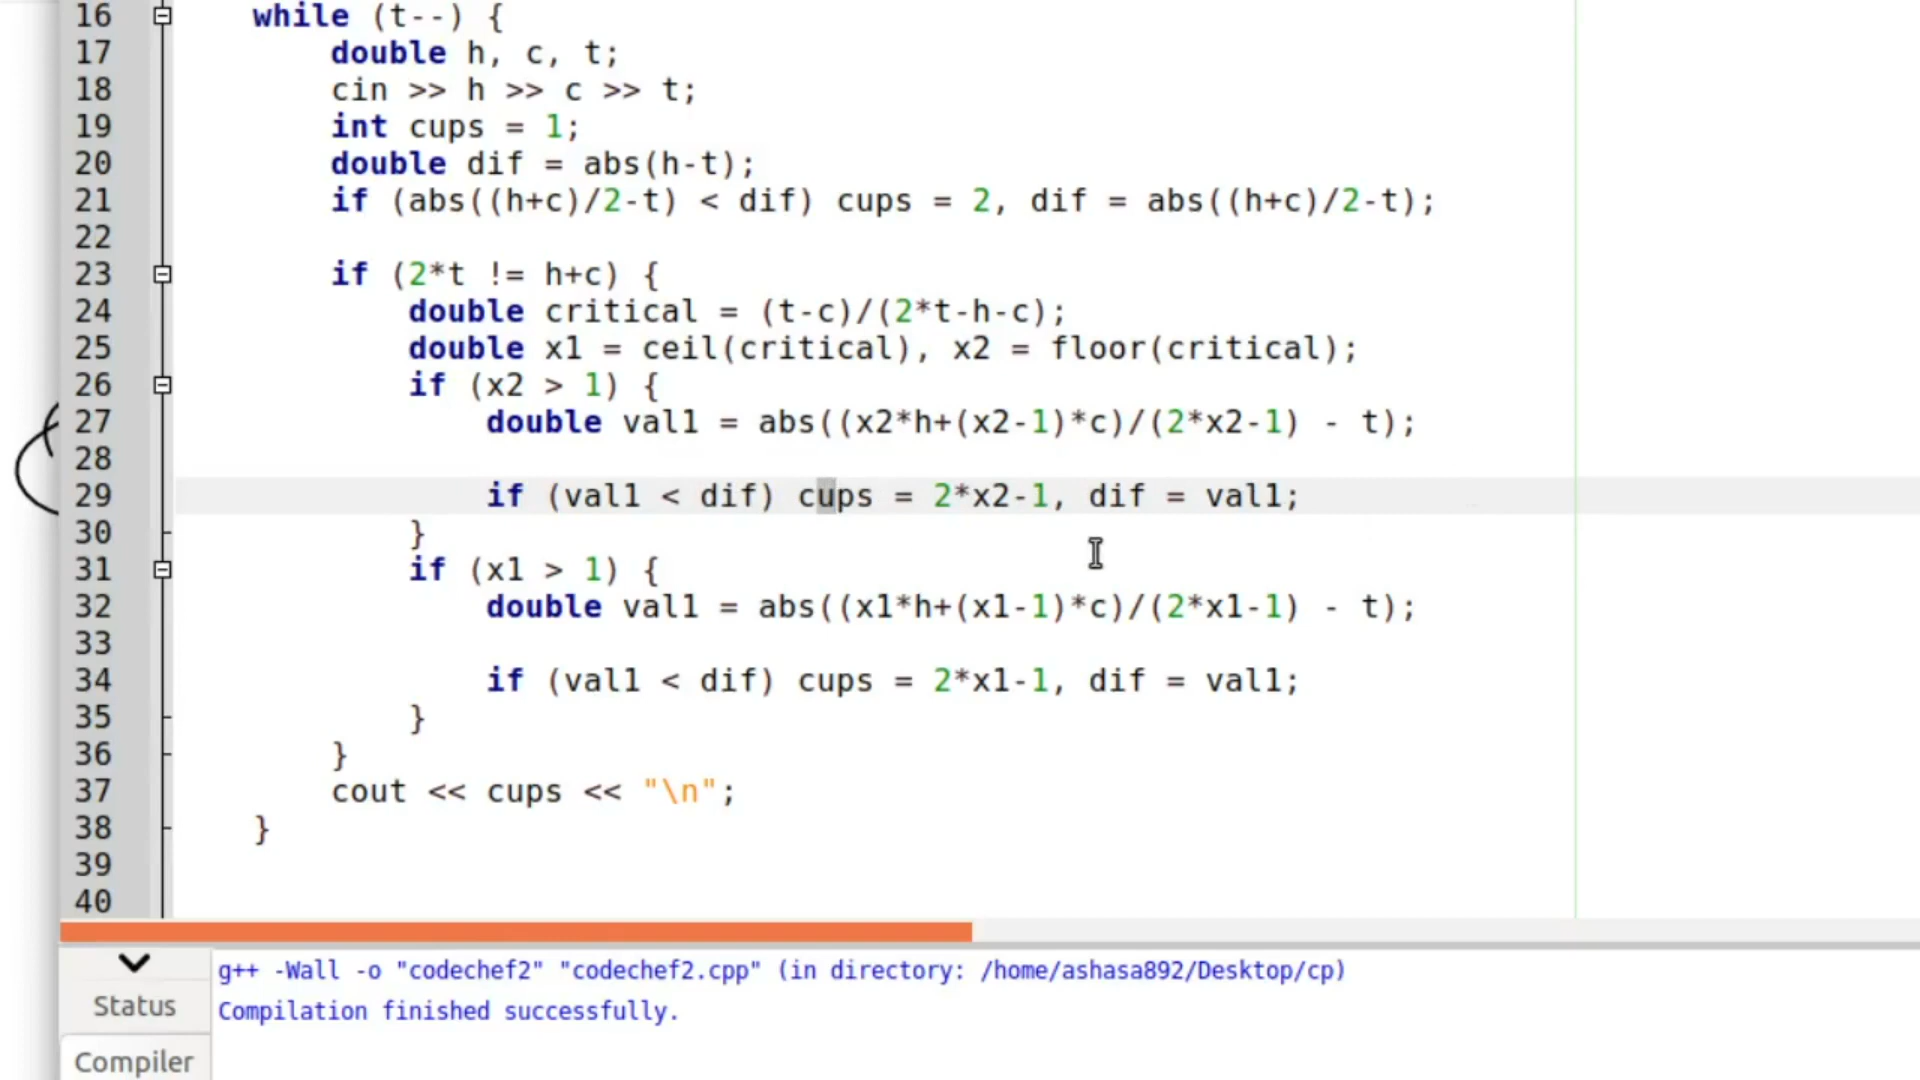 16 while (t--) {
17 double h, c, t;
18 cin >> h >> c >> t;
19 int cups = 1;
20 double dif = abs(h-t);
21 if (abs((h+c)/2-t) < dif) cups = 2, dif = abs((h+c)/2-t);
22
23 if (2*t != h+c) {
24 double critical = (t-c)/(2*t-h-c);
25 double x1 = ceil(critical), x2 = floor(critical);
26 if (x2 > 1) {
27 double val1 = abs((x2*h+(x2-1)*c)/(2*x2-1) - t);
28
29 if (val1 < dif) cups = 2*x2-1, dif = val1;
30 }
31 if (x1 > 1) {
32 double val1 = abs((x1*h+(x1-1)*c)/(2*x1-1) - t);
33
34 if (val1 < dif) cups = 2*x1-1, dif = val1;
35 }
36 }
37 cout << cups << "\n";
38 }
39
40
g++ -Wall -o "codechef2" "codechef2.cpp" (in directory: /home/ashasa892/Desktop/cp)
Status
Compilation finished successfully.
Compiler